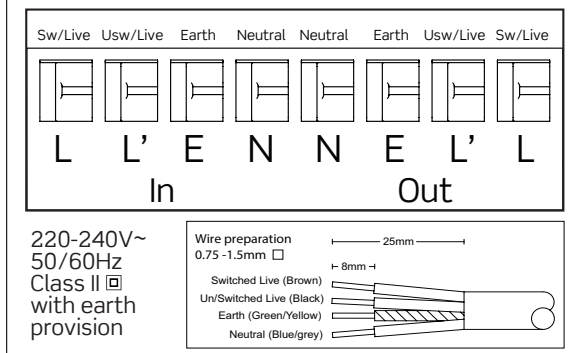 Sw/Live Usw/Live Earth Neutral Neutral Earth Usw/Live Sw/Live
L L' E N N E L' L
In Out
220-240V~
50/60Hz
Class II
with earth
provision
Wire preparation
0.75 -1.5mm □
25mm
8mm
Switched Live (Brown)
Un/Switched Live (Black)
Earth (Green/Yellow)
Neutral (Blue/grey)